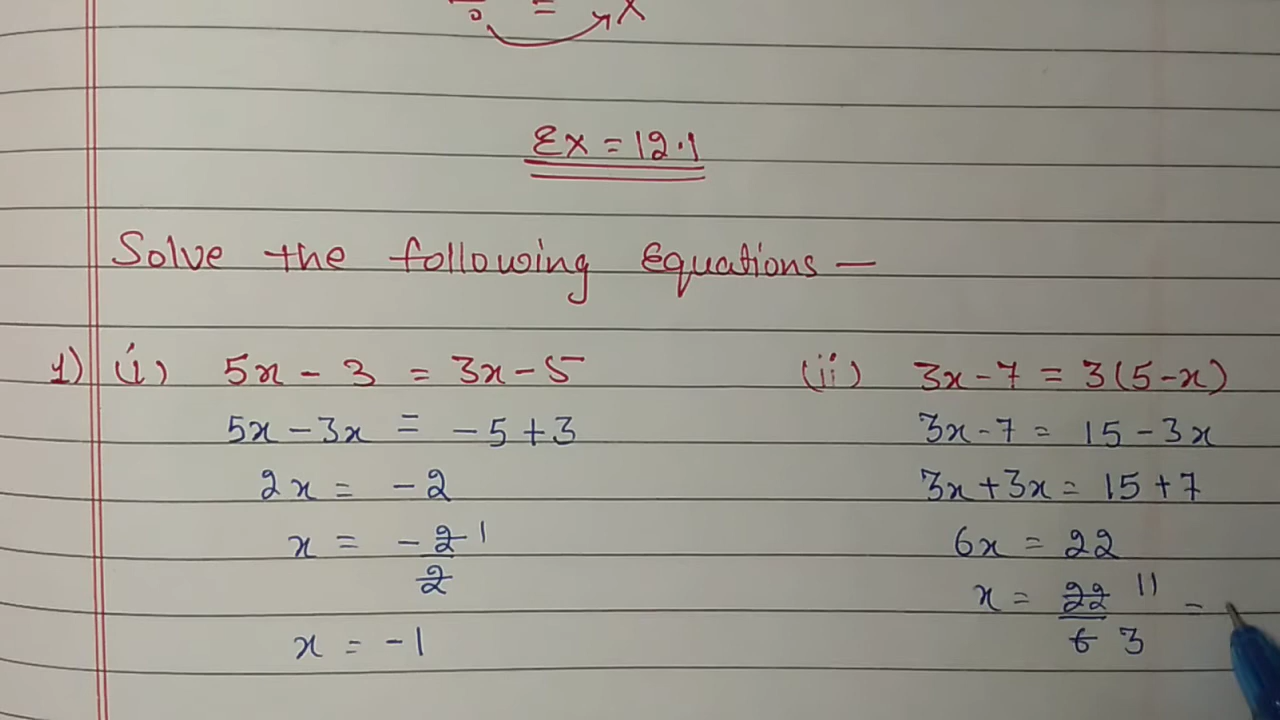 = x
Ex = 12.1
Solve the following Equations —
1) (i) 5x - 3 = 3x - 5
5x - 3x = -5 + 3
2x = -2
x = -2/2 1
x = -1
(ii) 3x - 7 = 3(5 - x)
3x - 7 = 15 - 3x
3x + 3x = 15 + 7
6x = 22
x = 22/6 11 3 =